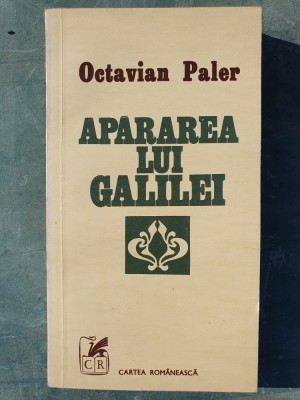 Octavian Paler
APĂRAREA
LUI
GALILEI
CR
CARTEA ROMÂNEASCĂ